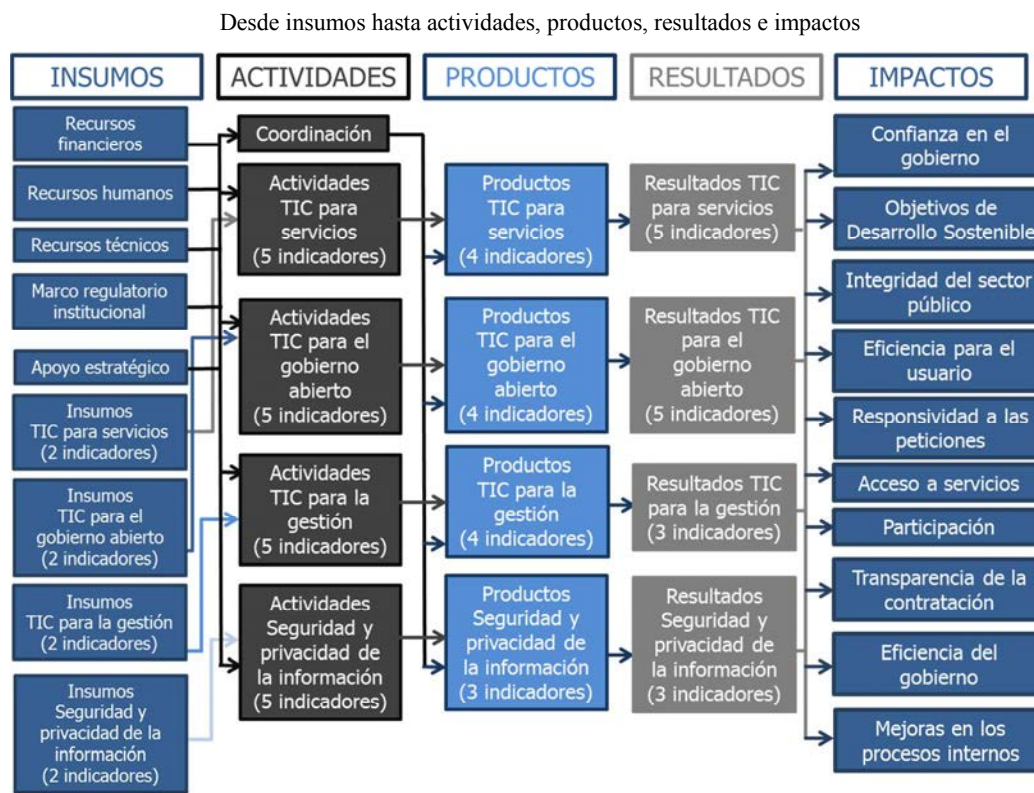 Desde insumos hasta actividades, productos, resultados e impactos
INSUMOS
ACTIVIDADES
PRODUCTOS
RESULTADOS
IMPACTOS
Recursos
financieros
Recursos humanos
Recursos técnicos
Marco regulatorio
institucional
Apoyo estratégico
Insumos
TIC para servicios
(2 indicadores)
Insumos
TIC para el
gobierno abierto
(2 indicadores)
Insumos
TIC para la gestión
(2 indicadores)
Insumos
Seguridad y
privacidad de la
información
(2 indicadores)
Coordinación
Actividades
TIC para
servicios
(5 indicadores)
Actividades
TIC para el
gobierno
abierto
(5 indicadores)
Actividades
TIC para la
gestión
(5 indicadores)
Actividades
Seguridad y
privacidad de
la información
(5 indicadores)
Productos
TIC para
servicios
(4 indicadores)
Productos
TIC para el
gobierno
abierto
(4 indicadores)
Productos
TIC para la
gestión
(4 indicadores)
Productos
Seguridad y
privacidad de
la información
(3 indicadores)
Resultados TIC
para servicios
(5 indicadores)
Resultados TIC
para el
gobierno
abierto
(5 indicadores)
Resultados TIC
para la gestión
(3 indicadores)
Resultados
Seguridad y
privacidad de
la información
(3 indicadores)
Confianza en el
gobierno
Objetivos de
Desarrollo Sostenible
Integridad del sector
público
Eficiencia para el
usuario
Responsividad a las
peticiones
Acceso a servicios
Participación
Transparencia de la
contratación
Eficiencia del
gobierno
Mejoras en los
procesos internos